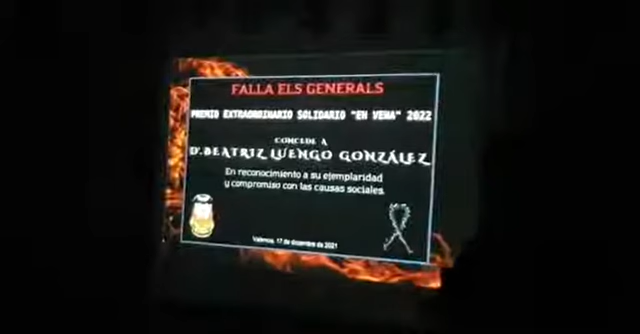 FALLA ELS GENERALS
PREMIO EXTRAORDINARIO SOLIDARIO "EN VENA" 2022
CONCEDE A
Dª.BEATRIZ LUENGO GONZÁLEZ
En reconocimiento a su ejemplaridad
y compromiso con las causas sociales.
Valencia, 17 de diciembre de 2021